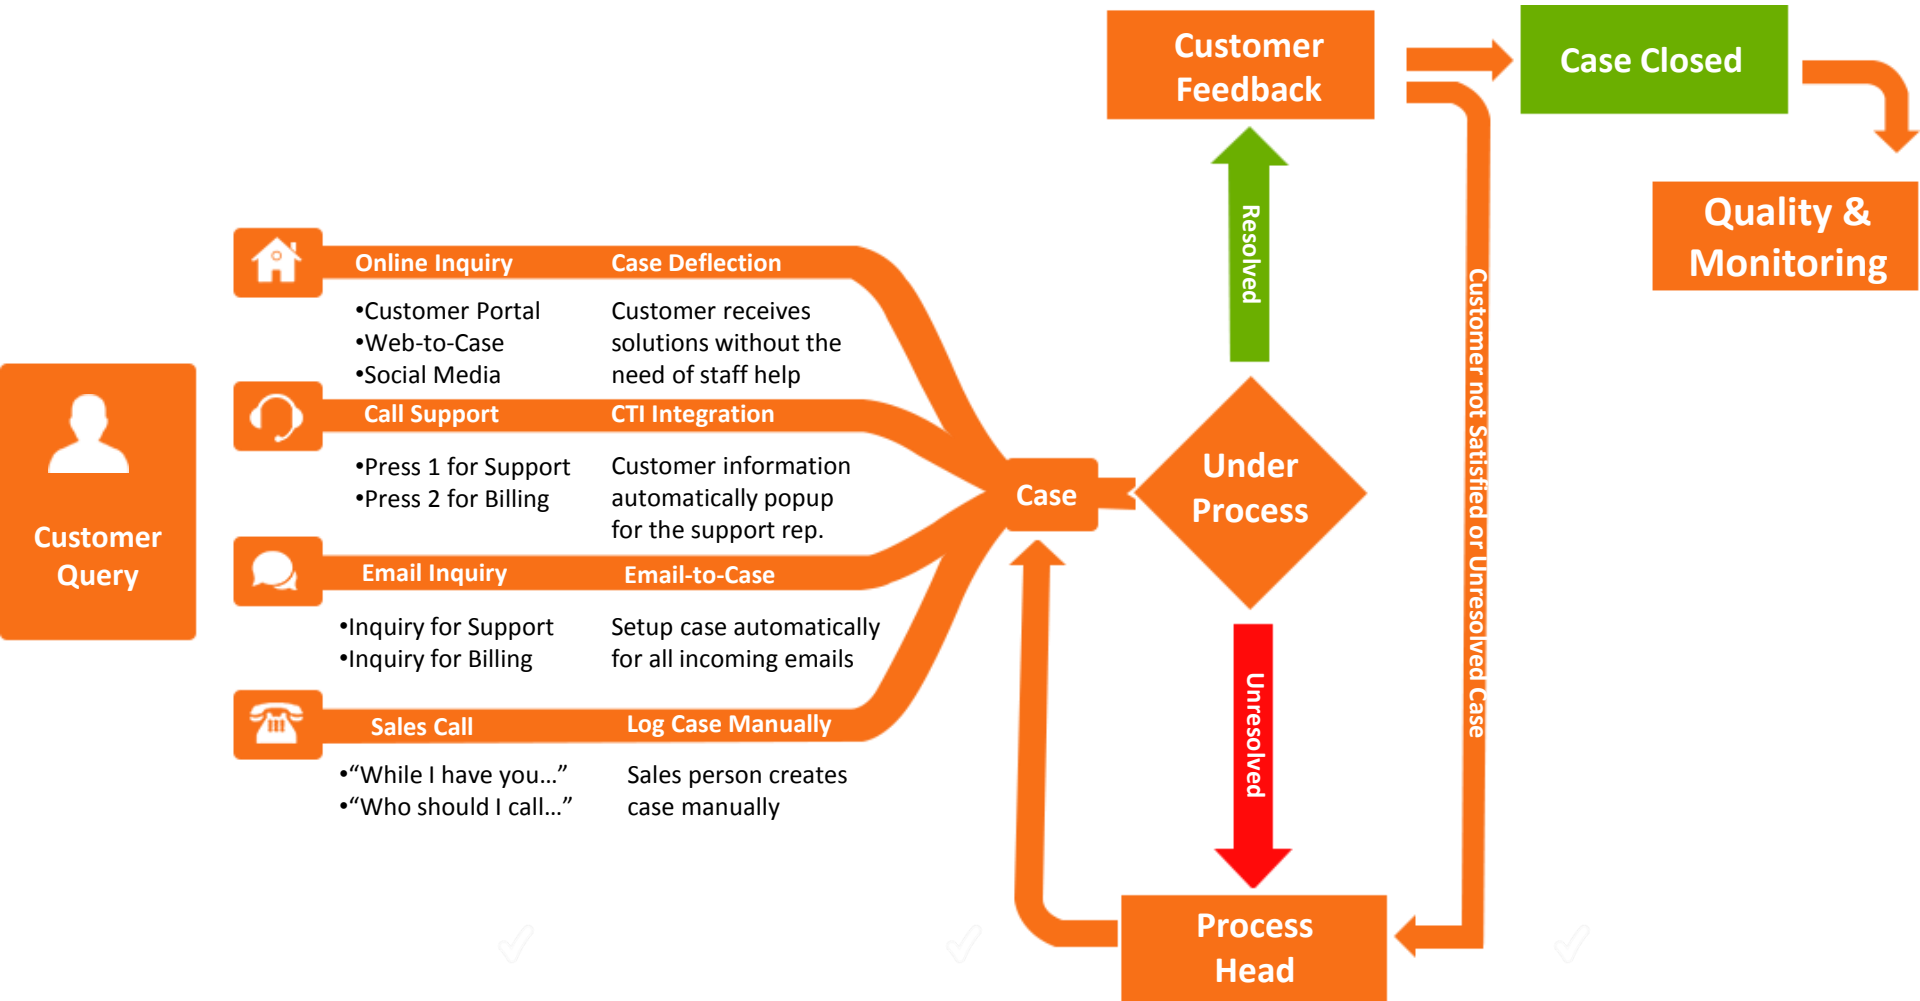 Customer
Query
Online Inquiry
Case Deflection
•Customer Portal
•Web-to-Case
•Social Media
Customer receives
solutions without the
need of staff help
Call Support
CTI Integration
•Press 1 for Support
•Press 2 for Billing
Customer information
automatically popup
for the support rep.
Email Inquiry
Email-to-Case
•Inquiry for Support
•Inquiry for Billing
Setup case automatically
for all incoming emails
Sales Call
Log Case Manually
•“While I have you...”
•“Who should I call...”
Sales person creates
case manually
Case
Under
Process
Resolved
Customer
Feedback
Case Closed
Quality &
Monitoring
Customer not Satisfied or Unresolved Case
Unresolved
Process
Head